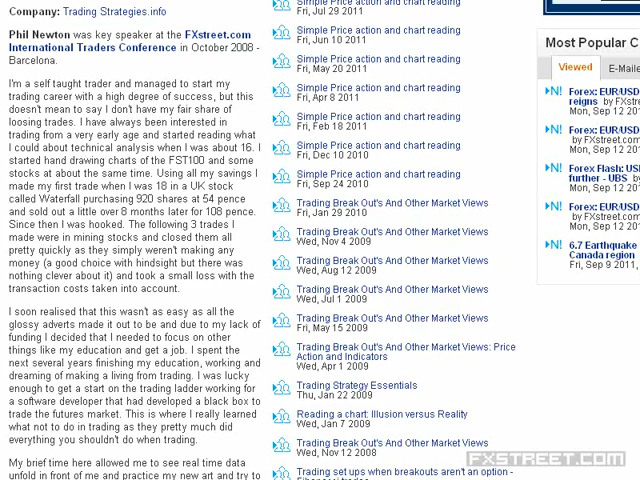 Company: Trading Strategies.info
Phil Newton was key speaker at the FXstreet.com
International Traders Conference in October 2008 -
Barcelona.
I'm a self taught trader and managed to start my
trading career with a high degree of success, but this
doesn't mean to say I don't have my fair share of
loosing trades. I have always been interested in
trading from a very early age and started reading what
I could about technical analysis when I was about 16. I
started hand drawing charts of the FST100 and some
stocks at about the same time. Using all my savings I
made my first trade when I was 18 in a UK stock
called Waterfall purchasing 920 shares at 54 pence
and sold out a little over 8 months later for 108 pence.
Since then I was hooked. The following 3 trades I
made were in mining stocks and closed them all
pretty quickly as they simply weren't making any
money (a good choice with hindsight but there was
nothing clever about it) and took a small loss with the
transaction costs taken into account.
I soon realised that this wasn't as easy as all the
glossy adverts made it out to be and due to my lack of
funding I decided that I needed to focus on other
things like my education and get a job. I spent the
next several years finishing my education, working and
dreaming of making a living from trading. I was lucky
enough to get a start on the trading ladder working for
a software developer that had developed a black box to
trade the futures market. This is where I really learned
what not to do in trading as they pretty much did
everything you shouldn't do when trading.
My brief time here allowed me to see real time data
unfold in front of me and practice my new art and try to
Simple Price action and chart reading
Fri, Jul 29 2011
Simple Price action and chart reading
Fri, Jun 10 2011
Simple Price action and chart reading
Fri, May 20 2011
Simple Price action and chart reading
Fri, Apr 8 2011
Simple Price action and chart reading
Fri, Feb 18 2011
Simple Price action and chart reading
Fri, Dec 10 2010
Simple Price action and chart reading
Fri, Sep 24 2010
Trading Break Out's And Other Market Views
Fri, Jan 29 2010
Trading Break Out's And Other Market Views
Wed, Nov 4 2009
Trading Break Out's And Other Market Views
Wed, Aug 12 2009
Trading Break Out's And Other Market Views
Wed, Jul 1 2009
Trading Break Out's And Other Market Views
Fri, May 15 2009
Trading Break Out's And Other Market Views: Price
Action and Indicators
Wed, Apr 1 2009
Trading Strategy Essentials
Thu, Jan 22 2009
Reading a chart: Illusion versus Reality
Wed, Jan 7 2009
Trading Break Out's And Other Market Views
Wed, Nov 12 2008
Trading set ups when breakouts aren't an option -
Most Popular C
Viewed
E-Maile
N! Forex: EUR/USD
reigns by FXstre
Mon, Sep 12 20
N! Forex: EUR/USD
by FXstreet.com
Mon, Sep 12 201
N! Forex Flash: US
further - UBS by
Mon, Sep 12 20
N! Forex: EUR/USD
by FXstreet.com
Mon, Sep 12 201
N! 6.7 Earthquake
Canada region
Fri, Sep 9 2011,
FXSTREET.COM